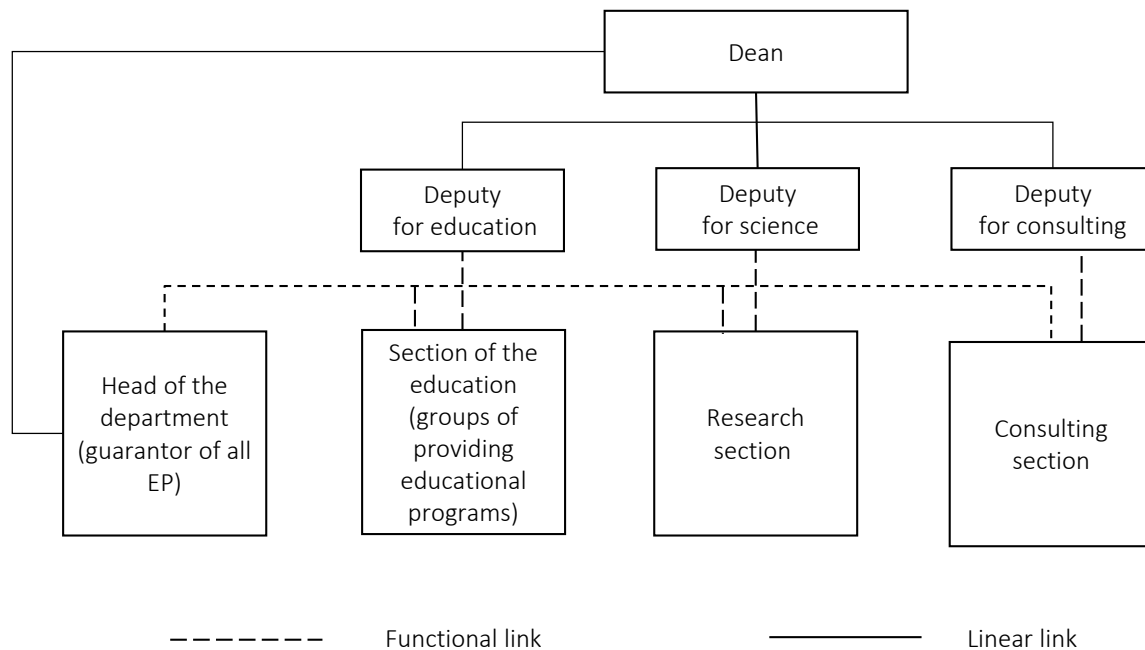 Dean
Deputy
for education
Deputy
for science
Deputy
for consulting
Head of the
department
(guarantor of all
EP)
Section of the
education
(groups of
providing
educational
programs)
Research
section
Consulting
section
Functional link
Linear link